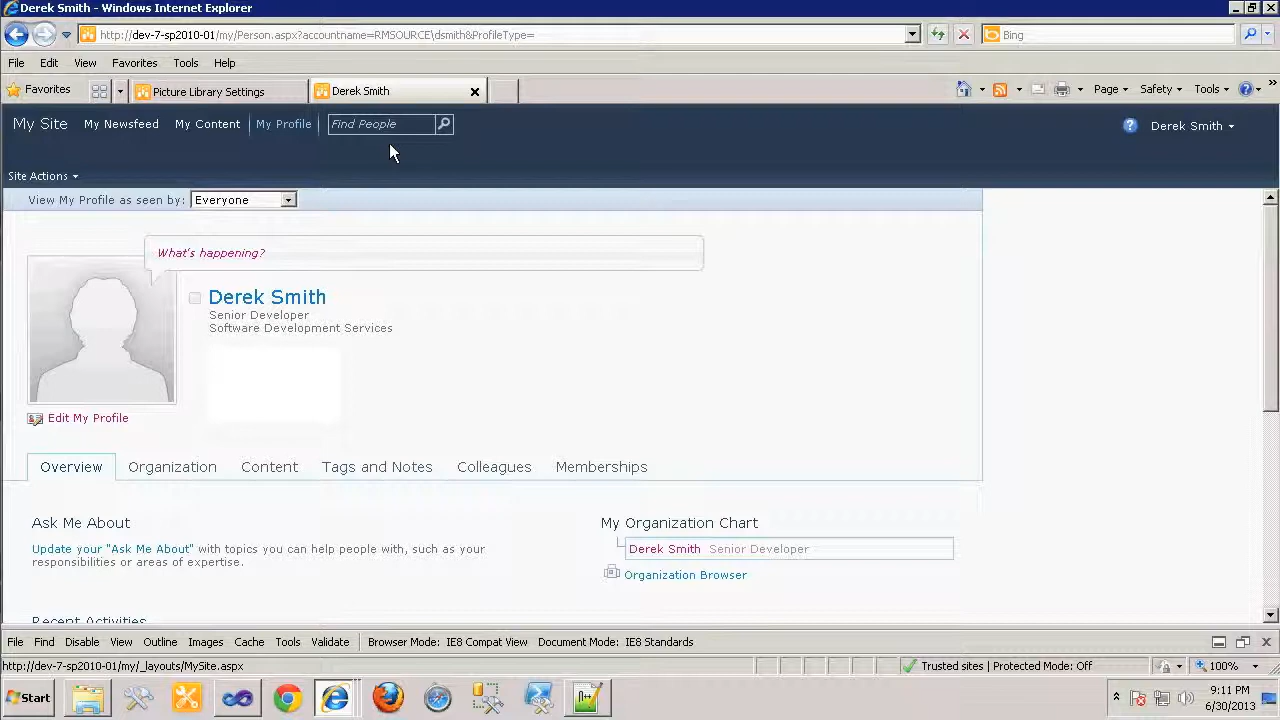 Derek Smith - Windows Internet Explorer
http://dev-7-sp2010-01/my/Person.aspx?accountname=RMSOURCE\dsmith&ProfileType=
Bing
File Edit View Favorites Tools Help
Favorites Picture Library Settings Derek Smith Page Safety Tools
My Site My Newsfeed My Content My Profile Find People Derek Smith
Site Actions
View My Profile as seen by: Everyone
What's happening?
Derek Smith
Senior Developer
Software Development Services
Edit My Profile
Overview Organization Content Tags and Notes Colleagues Memberships
Ask Me About
Update your "Ask Me About" with topics you can help people with, such as your
responsibilities or areas of expertise.
My Organization Chart
Derek Smith Senior Developer
Organization Browser
Recent Activities
File Find Disable View Outline Images Cache Tools Validate Browser Mode: IE8 Compat View Document Mode: IE8 Standards
http://dev-7-sp2010-01/my/_layouts/MySite.aspx Trusted sites | Protected Mode: Off 100%
Start
9:11 PM
6/30/2013